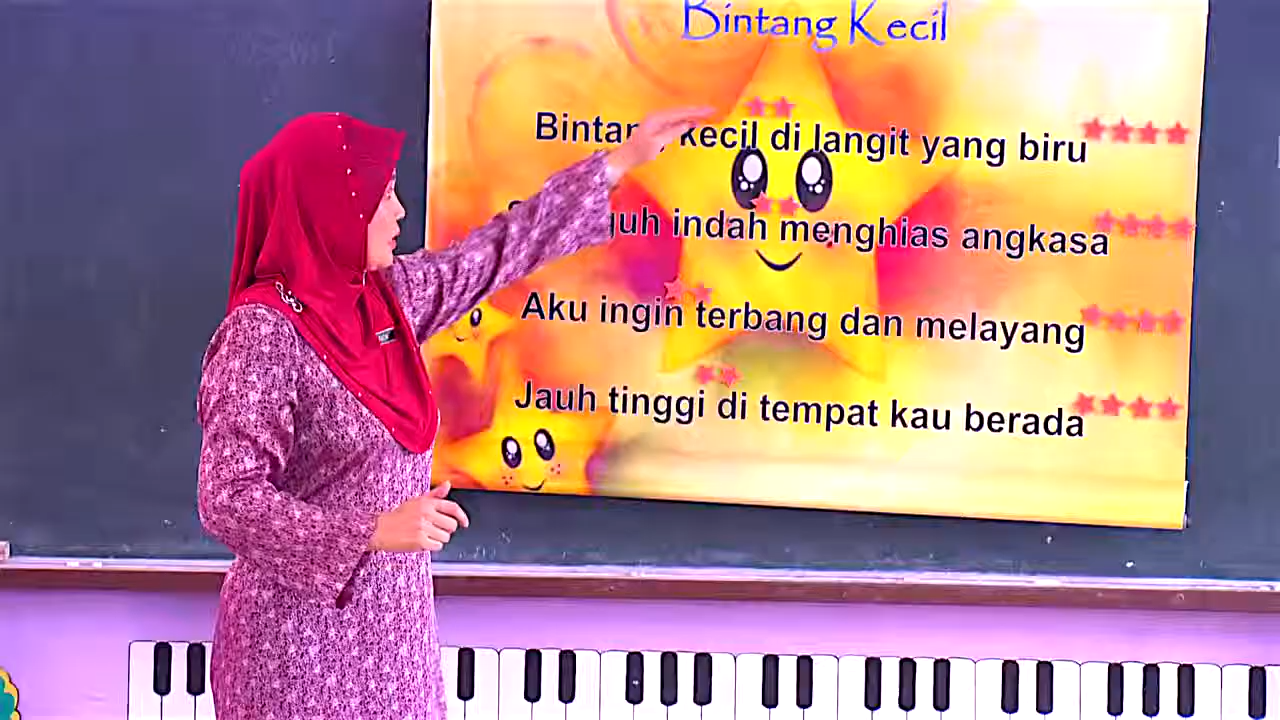 Bintang Kecil
kecil di langit yang biru
indah menghias angkasa
Aku ingin terbang dan melayang
Jauh tinggi di tempat kau berada